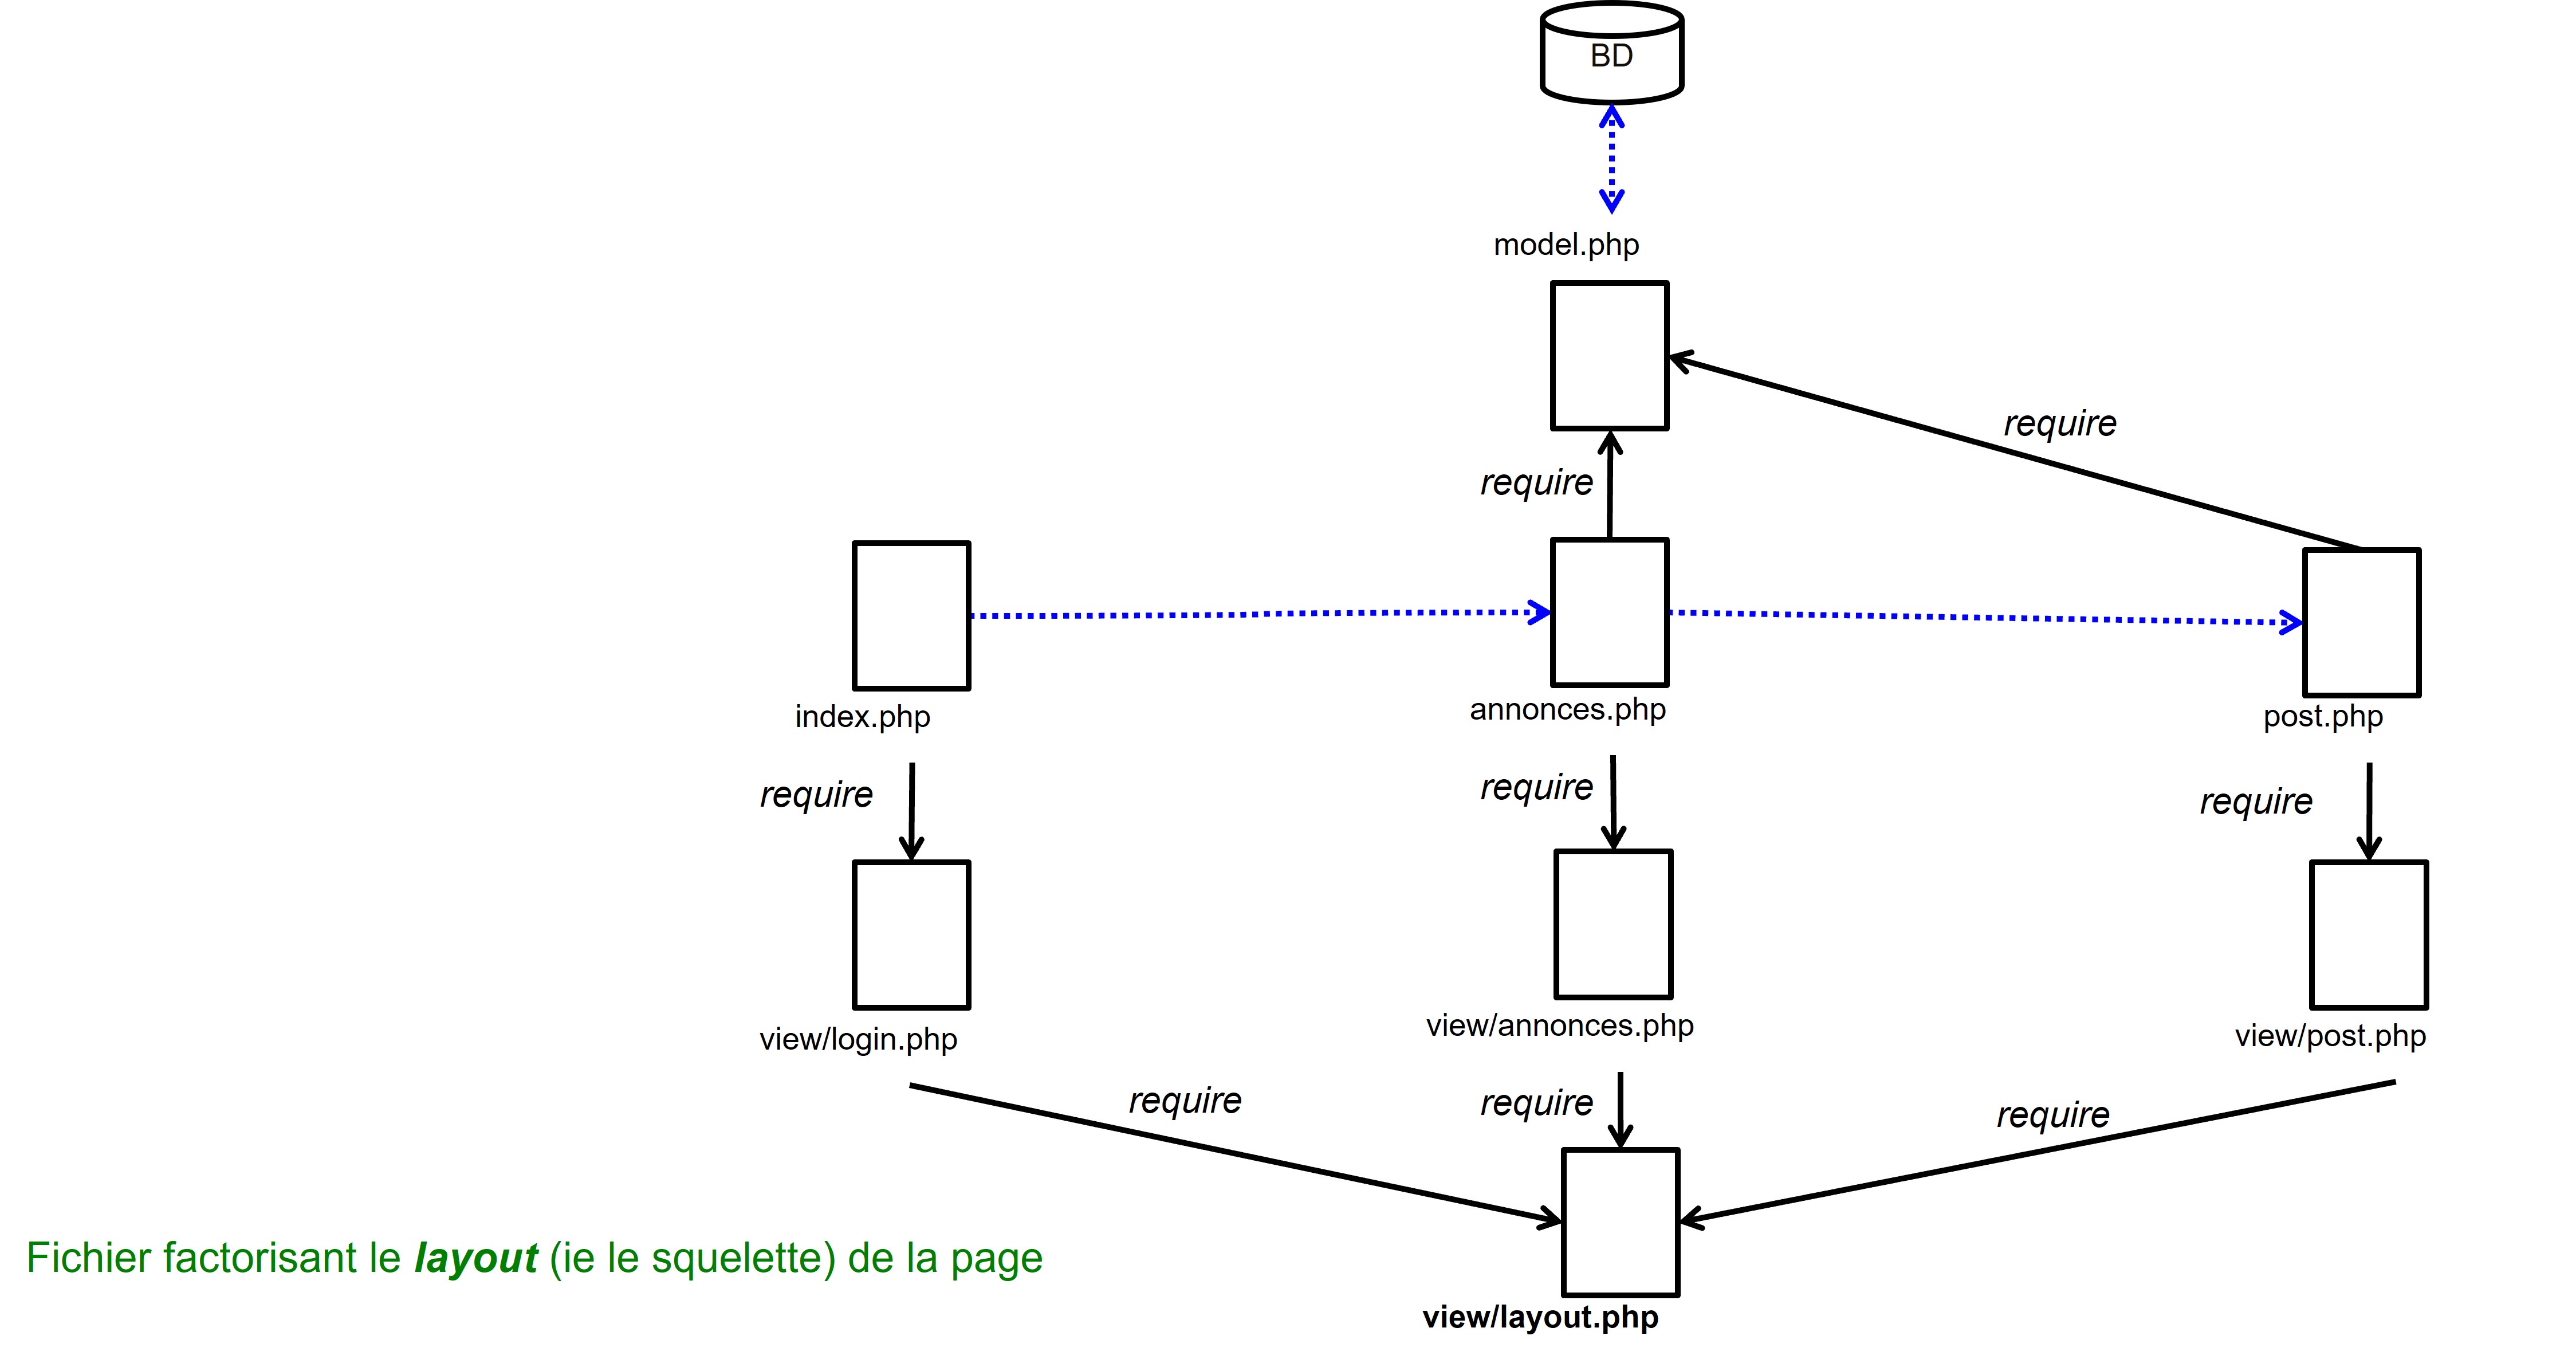 BD
model.php
require
require
index.php
annonces.php
post.php
require
require
require
view/login.php
view/annonces.php
view/post.php
require
require
require
Fichier factorisant le layout (ie le squelette) de la page
view/layout.php